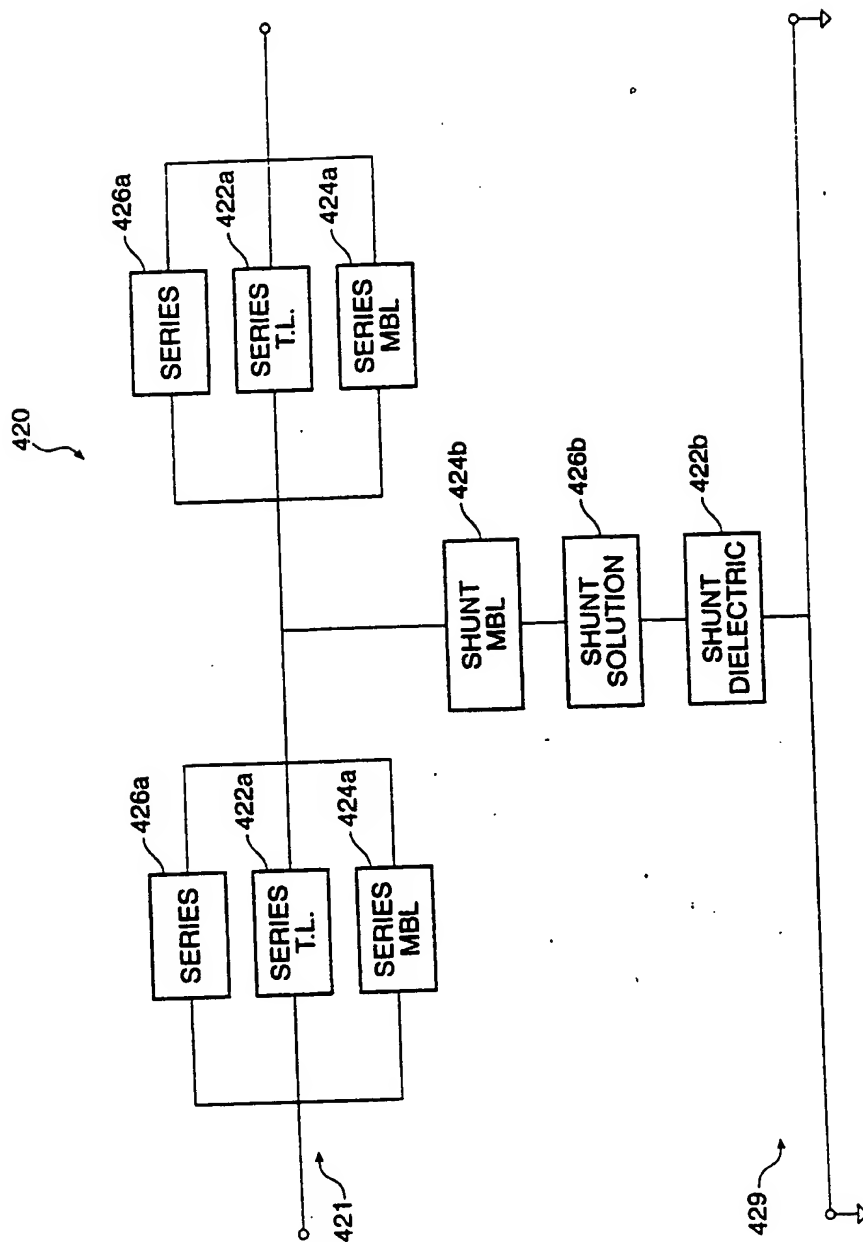 420
426a
SERIES
422a
SERIES
T.L.
424a
SERIES
MBL
426a
SERIES
422a
SERIES
T.L.
424a
SERIES
MBL
421
424b
SHUNT
MBL
426b
SHUNT
SOLUTION
422b
SHUNT
DIELECTRIC
429